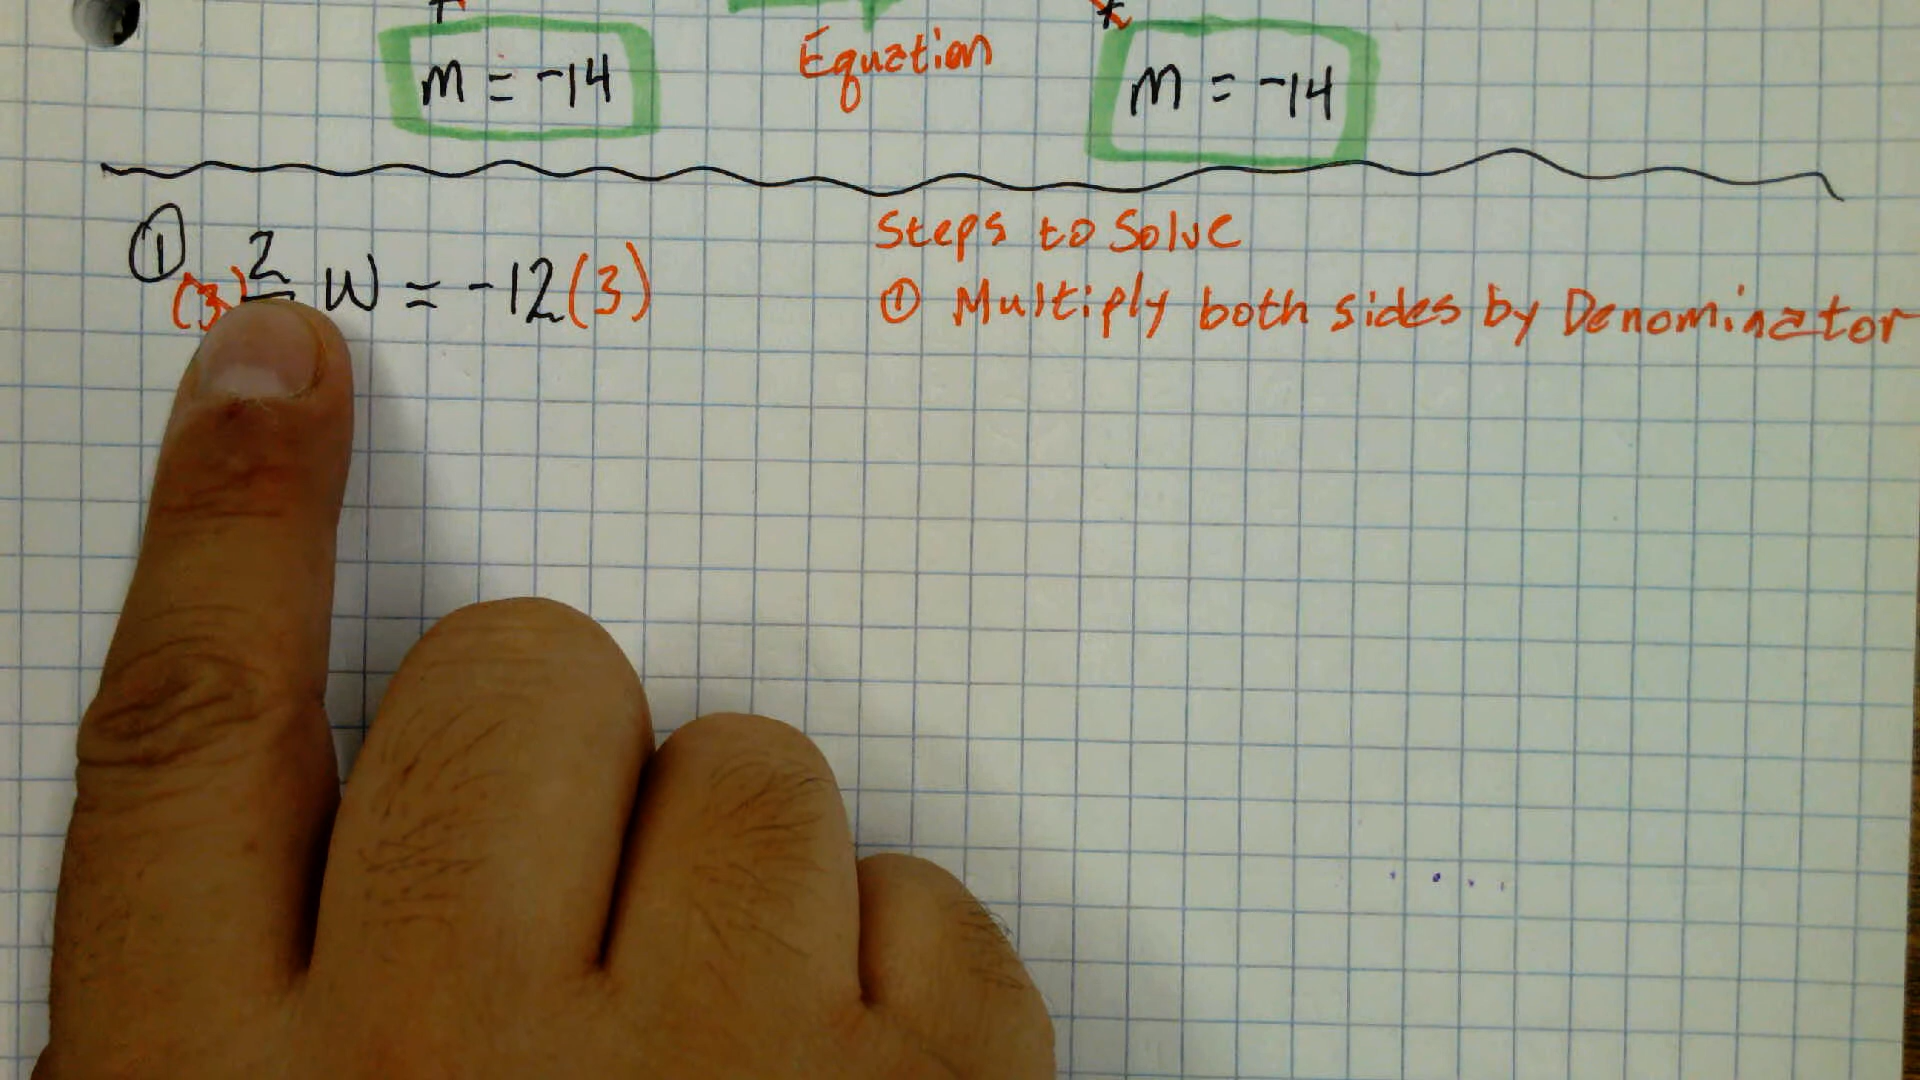 m = -14
Equation
m = -14
① (3) 2 w = -12(3)
Steps to Solve
① Multiply both sides by Denominator